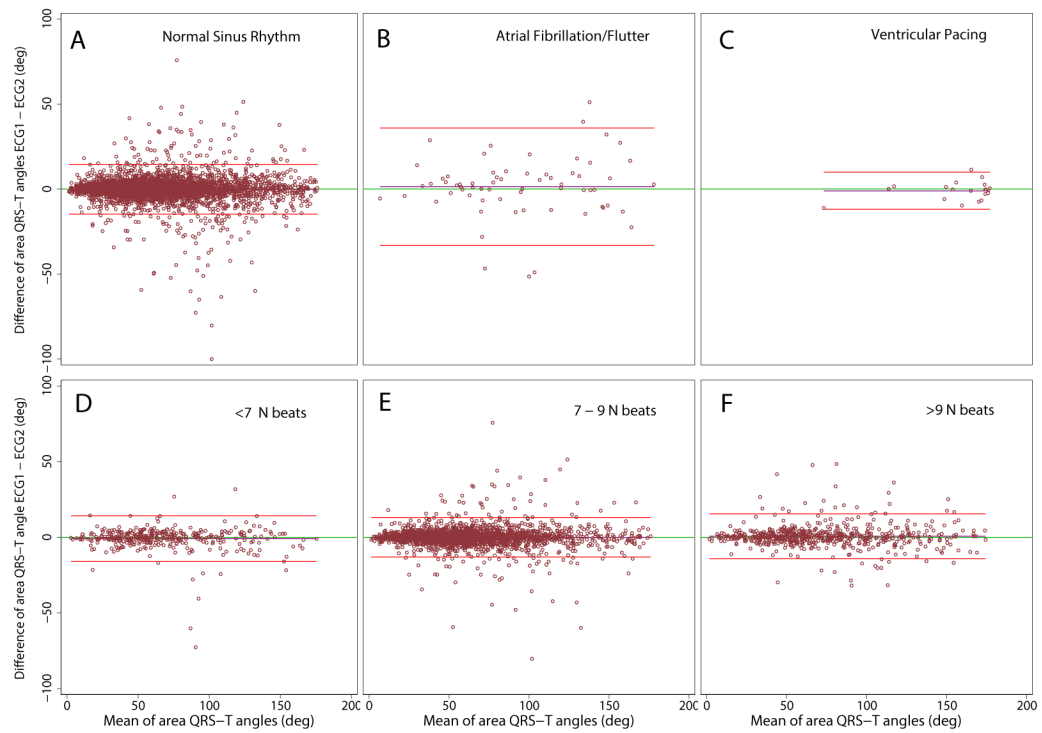 A Normal Sinus Rhythm
B Atrial Fibrillation/Flutter
C Ventricular Pacing
Difference of area QRS−T angles ECG1 − ECG2 (deg)
100
50
0
−50
−100
D <7 N beats
E 7 – 9 N beats
F >9 N beats
Difference of area QRS−T angle ECG1 − ECG2 (deg)
100
50
0
−50
−100
0 50 100 150 200
0 50 100 150 200
0 50 100 150 200
Mean of area QRS−T angles (deg)
Mean of area QRS−T angles (deg)
Mean of area QRS−T angles (deg)